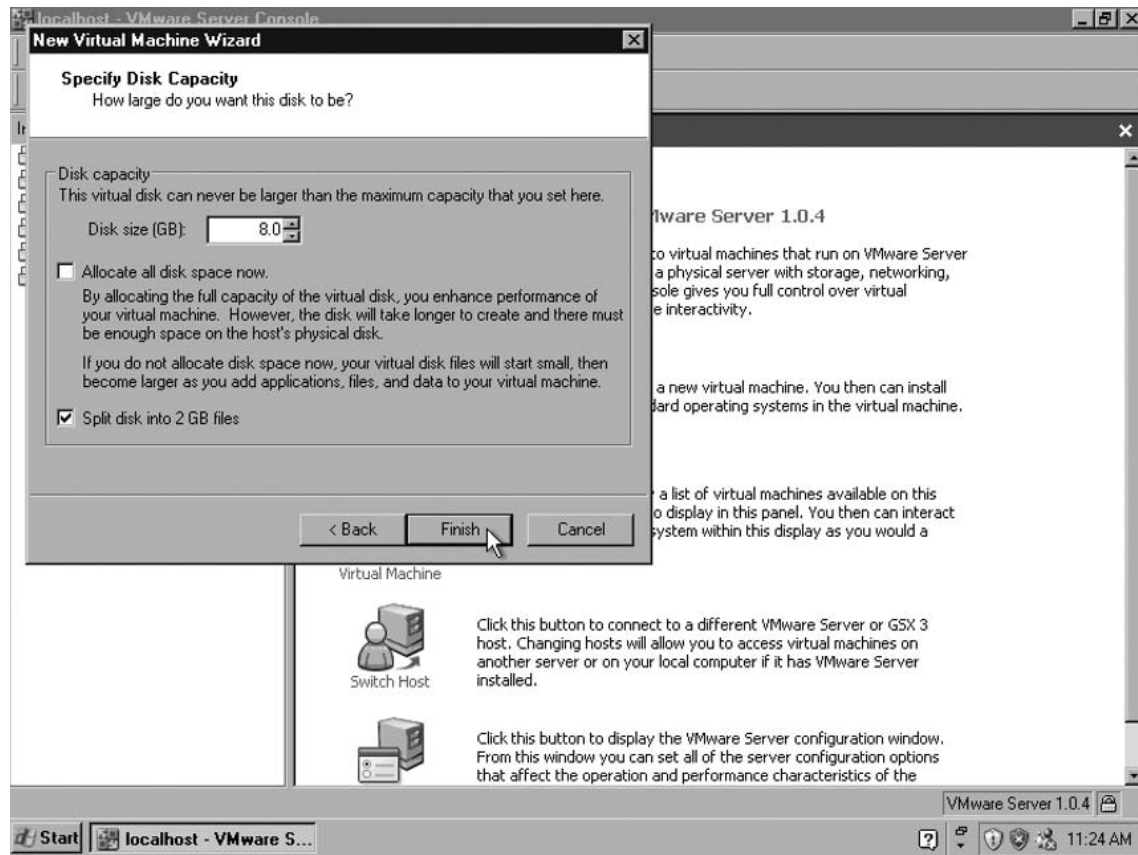 localhost - VMware Server Console
New Virtual Machine Wizard
Specify Disk Capacity
How large do you want this disk to be?
Disk capacity
This virtual disk can never be larger than the maximum capacity that you set here.
Disk size (GB): 8.0
Allocate all disk space now.
By allocating the full capacity of the virtual disk, you enhance performance of
your virtual machine. However, the disk will take longer to create and there must
be enough space on the host's physical disk.
If you do not allocate disk space now, your virtual disk files will start small, then
become larger as you add applications, files, and data to your virtual machine.
Split disk into 2 GB files
< Back Finish Cancel
ware Server 1.0.4
to virtual machines that run on VMware Server
a physical server with storage, networking,
sole gives you full control over virtual
e interactivity.
a new virtual machine. You then can install
dard operating systems in the virtual machine.
a list of virtual machines available on this
o display in this panel. You then can interact
system within this display as you would a
Virtual Machine
Click this button to connect to a different VMware Server or GSX 3
host. Changing hosts will allow you to access virtual machines on
another server or on your local computer if it has VMware Server
installed.
Switch Host
Click this button to display the VMware Server configuration window.
From this window you can set all of the server configuration options
that affect the operation and performance characteristics of the
VMware Server 1.0.4
Start localhost - VMware S... 11:24 AM